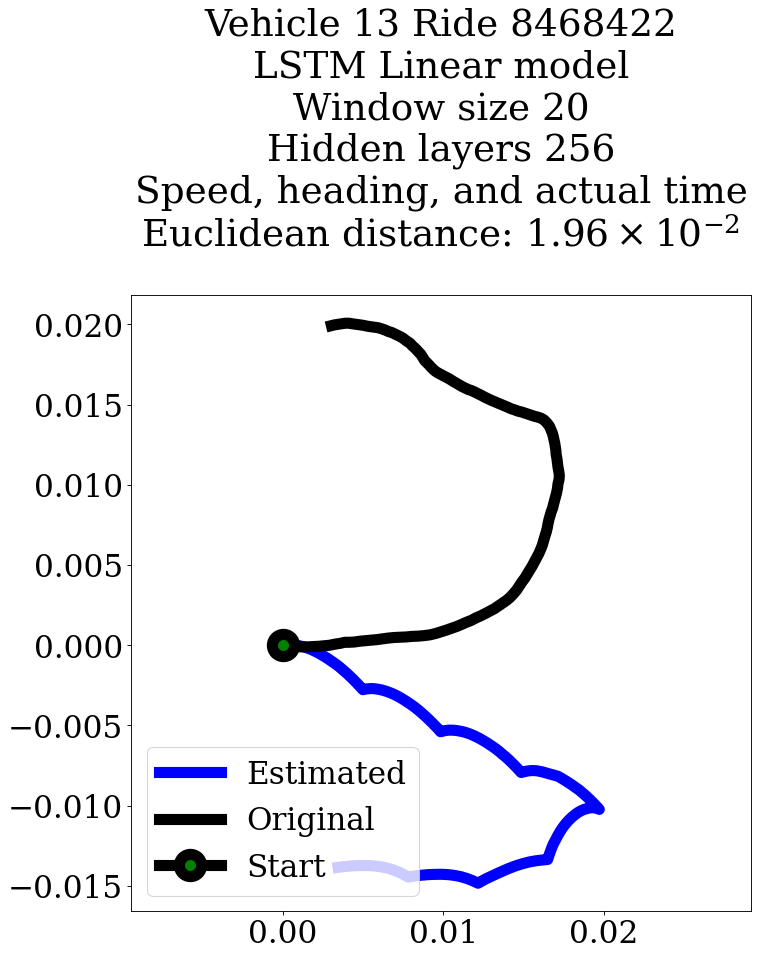 Vehicle 13 Ride 8468422
LSTM Linear model
Window size 20
Hidden layers 256
Speed, heading, and actual time
Euclidean distance: 1.96 × 10⁻²
0.020
0.015
0.010
0.005
0.000
−0.005
−0.010
−0.015
Estimated
Original
Start
0.00 0.01 0.02